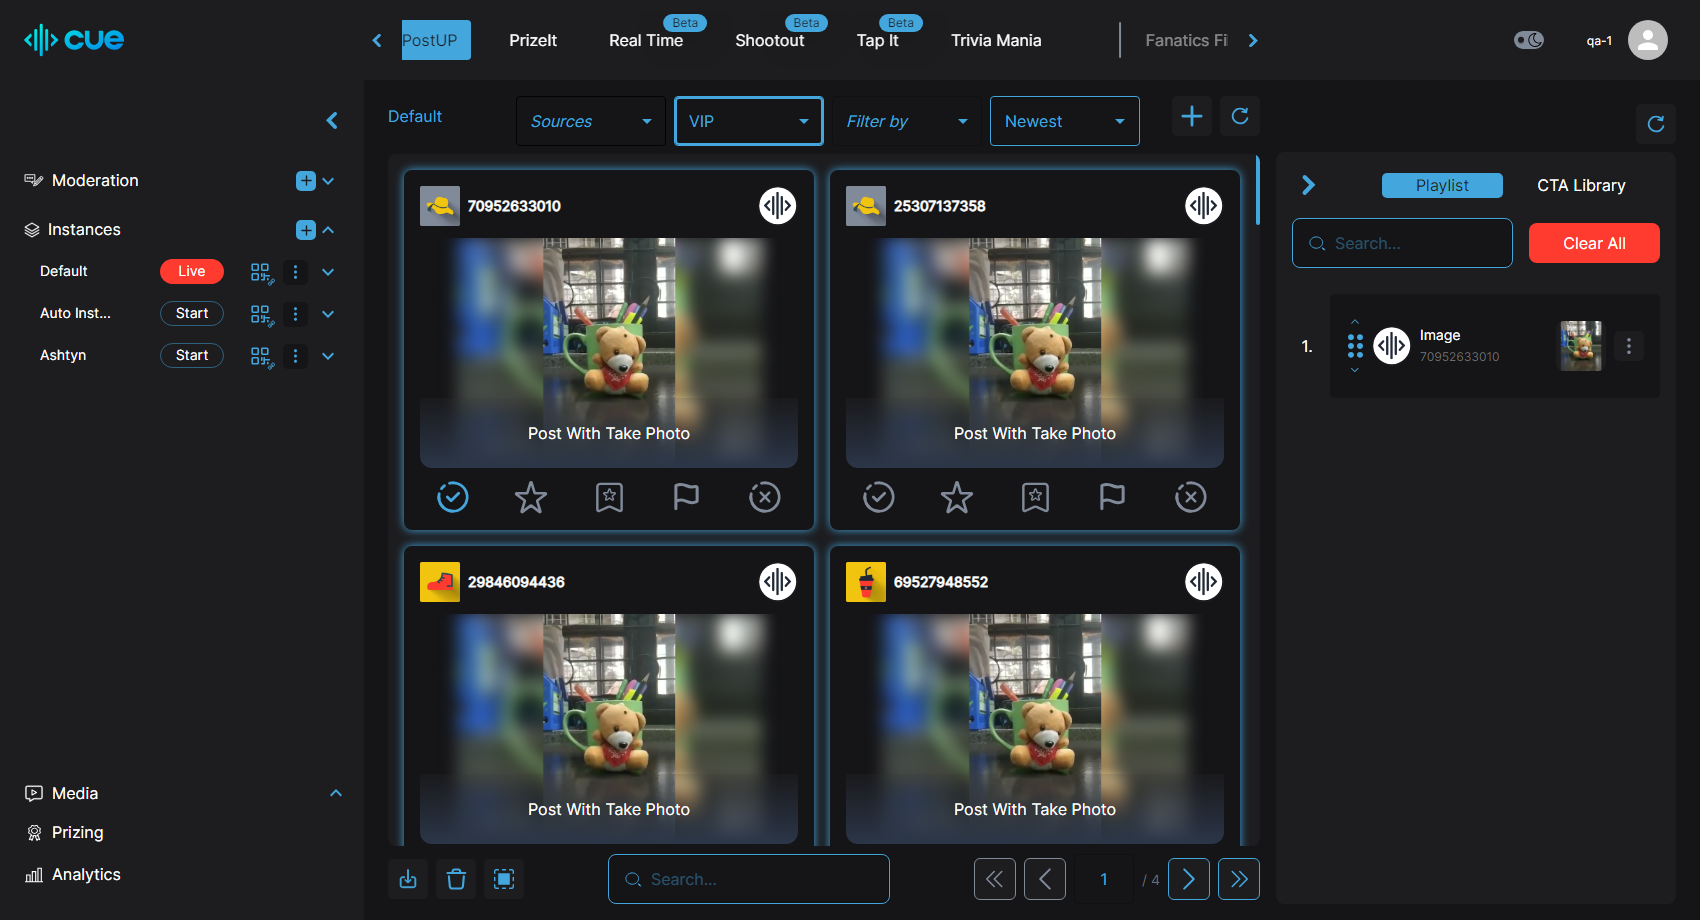 cue
PostUP
PrizeIt
Real Time
Beta
Shootout
Beta
Tap It
Beta
Trivia Mania
Fanatics Fi
qa-1
Default
Sources
VIP
Filter by
Newest
Moderation
Instances
Default
Live
Auto Inst...
Start
Ashtyn
Start
Media
Prizing
Analytics
70952633010
Post With Take Photo
25307137358
Post With Take Photo
29846094436
Post With Take Photo
69527948552
Post With Take Photo
Search...
1
/ 4
Playlist
CTA Library
Search...
Clear All
1.
Image
70952633010